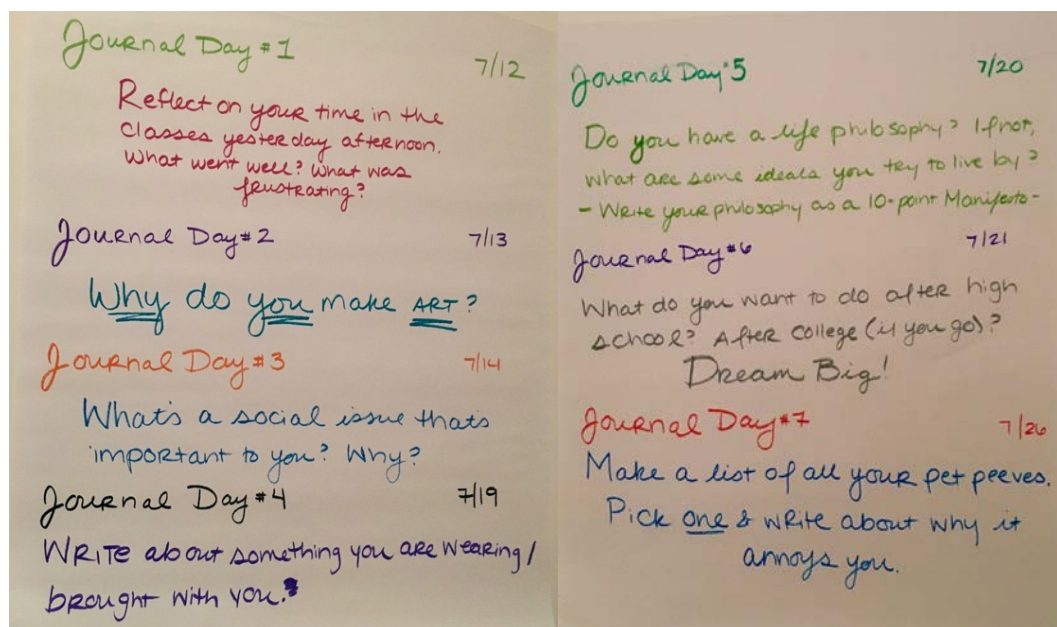 Journal Day #1
7/12
Reflect on your time in the
classes yesterday afternoon.
What went well? What was
frustrating?
Journal Day #2
7/13
Why do you make ART?
Journal Day #3
7/14
What's a social issue thats
important to you? Why?
Journal Day #4
7/19
Write about something you are wearing/
brought with you.
Journal Day #5
7/20
Do you have a life philosophy? If not,
what are some ideals you try to live by?
- Write your philosophy as a 10-point Manifesto -
Journal Day #6
7/21
What do you want to do after high
school? After college (if you go)?
Dream Big!
Journal Day #7
7/26
Make a list of all your pet peeves.
Pick one & write about why it
annoys you.